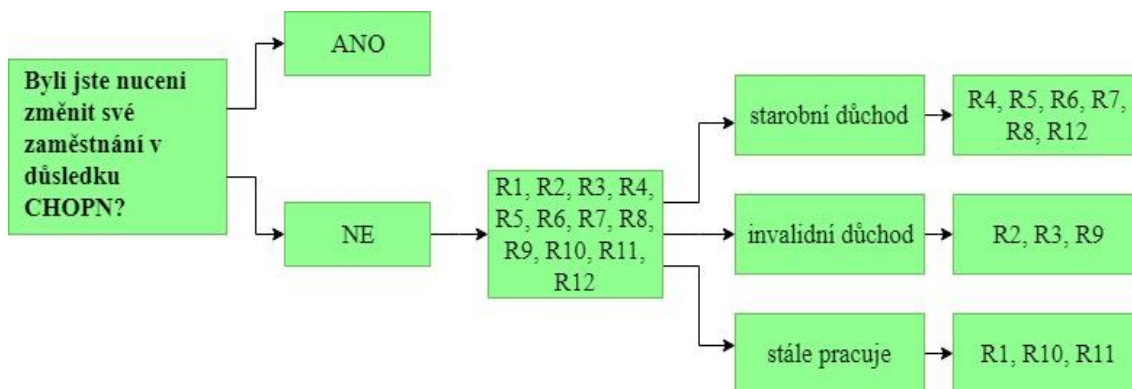 Byli jste nuceni
změnit své
zaměstnání v
důsledku
CHOPN?
ANO
NE
R1, R2, R3, R4,
R5, R6, R7, R8,
R9, R10, R11,
R12
starobní důchod
R4, R5, R6, R7,
R8, R12
invalidní důchod
R2, R3, R9
stále pracuje
R1, R10, R11